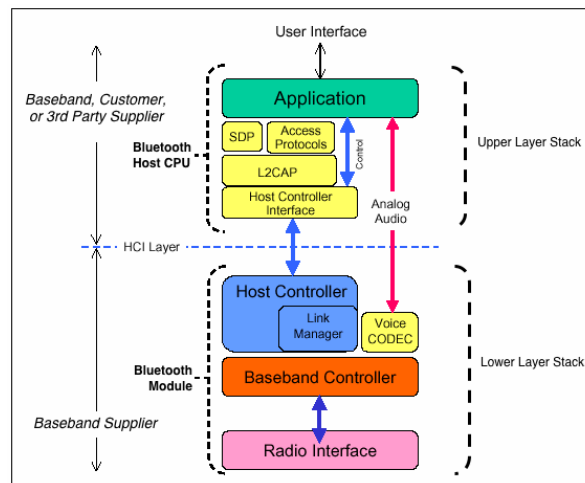 User Interface
Application
Baseband, Customer,
or 3rd Party Supplier
Bluetooth
Host CPU
SDP
Access
Protocols
Control
L2CAP
Host Controller
Interface
Upper Layer Stack
Analog
Audio
HCI Layer
Host Controller
Link
Manager
Voice
CODEC
Bluetooth
Module
Baseband Controller
Lower Layer Stack
Baseband Supplier
Radio Interface